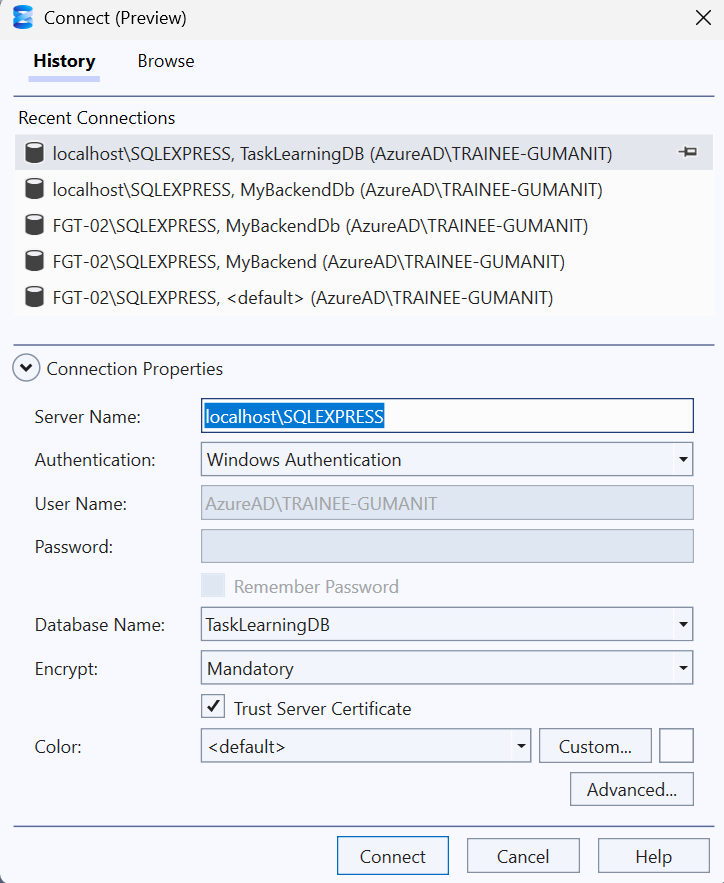 Connect (Preview)
History Browse
Recent Connections
localhost\SQLEXPRESS, TaskLearningDB (AzureAD\TRAINEE-GUMANIT)
localhost\SQLEXPRESS, MyBackendDb (AzureAD\TRAINEE-GUMANIT)
FGT-02\SQLEXPRESS, MyBackendDb (AzureAD\TRAINEE-GUMANIT)
FGT-02\SQLEXPRESS, MyBackend (AzureAD\TRAINEE-GUMANIT)
FGT-02\SQLEXPRESS, <default> (AzureAD\TRAINEE-GUMANIT)
Connection Properties
Server Name: localhost\SQLEXPRESS
Authentication: Windows Authentication
User Name: AzureAD\TRAINEE-GUMANIT
Password:
Remember Password
Database Name: TaskLearningDB
Encrypt: Mandatory
Trust Server Certificate
Color: <default> Custom...
Advanced...
Connect Cancel Help